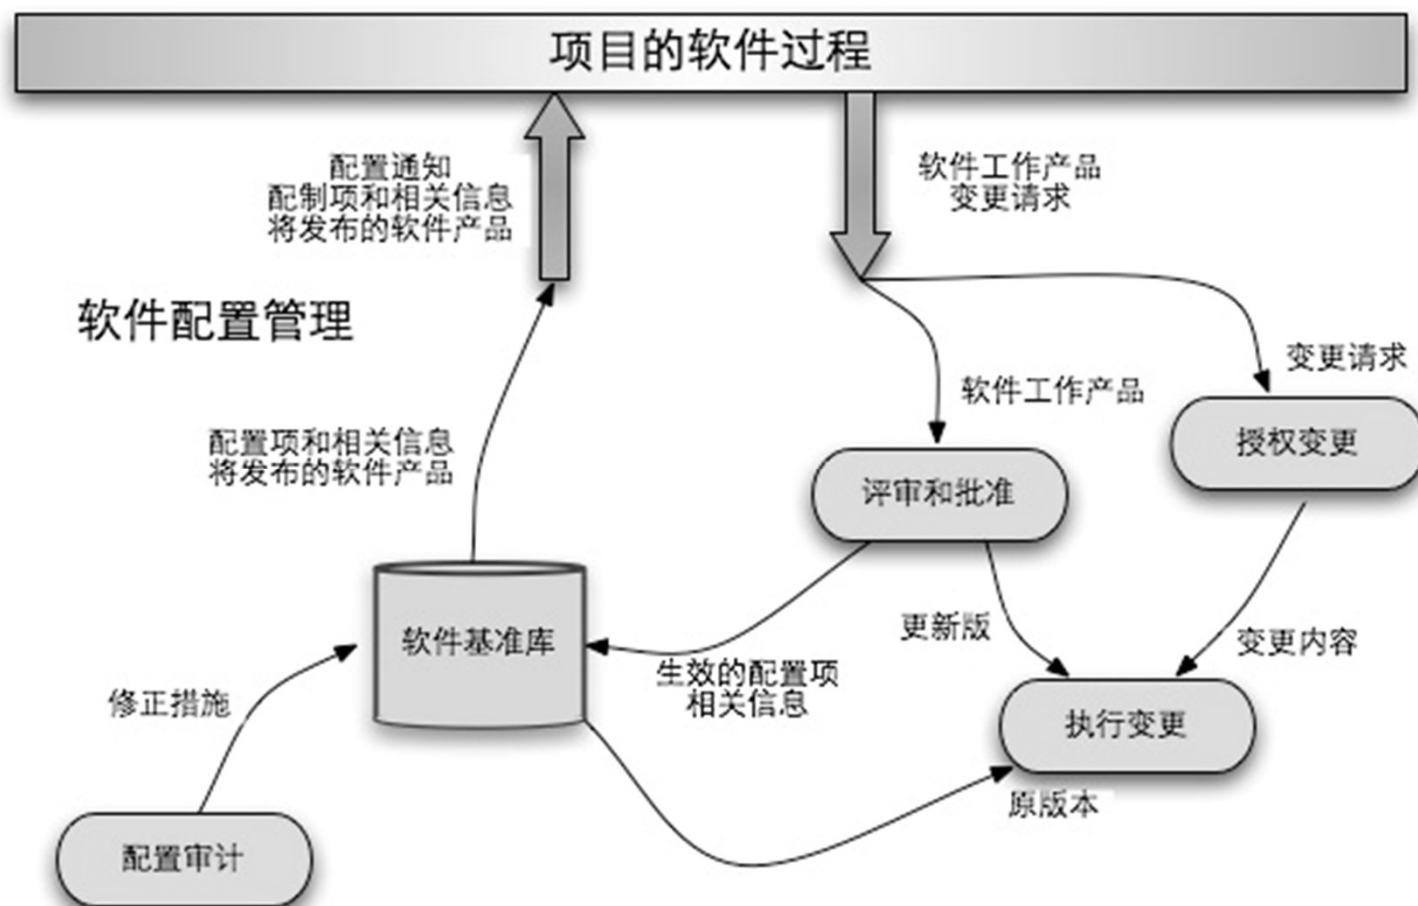 项目的软件过程
配置通知
配制项和相关信息
将发布的软件产品
软件工作产品
变更请求
软件配置管理
变更请求
软件工作产品
授权变更
配置项和相关信息
将发布的软件产品
评审和批准
软件基准库
更新版
变更内容
生效的配置项
相关信息
修正措施
执行变更
原版本
配置审计